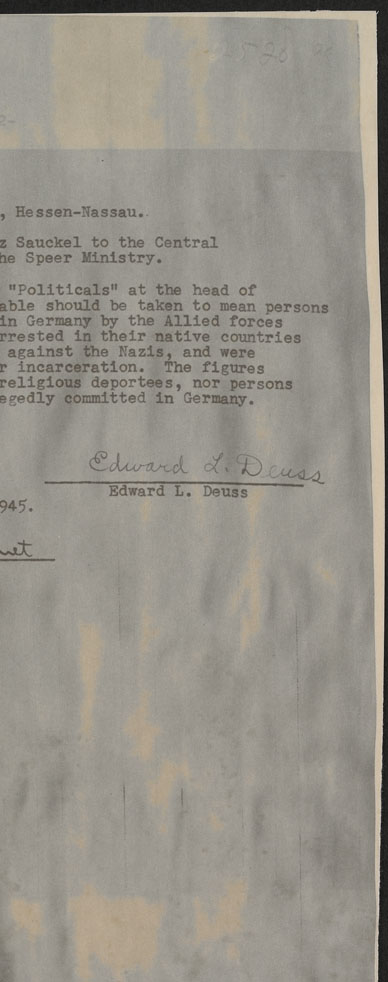 , Hessen-Nassau.
z Sauckel to the Central
he Speer Ministry.
"Politicals" at the head of
able should be taken to mean persons
in Germany by the Allied forces
rrested in their native countries
against the Nazis, and were
r incarceration. The figures
religious deportees, nor persons
egedly committed in Germany.
Edward L. Deuss
Edward L. Deuss
945.